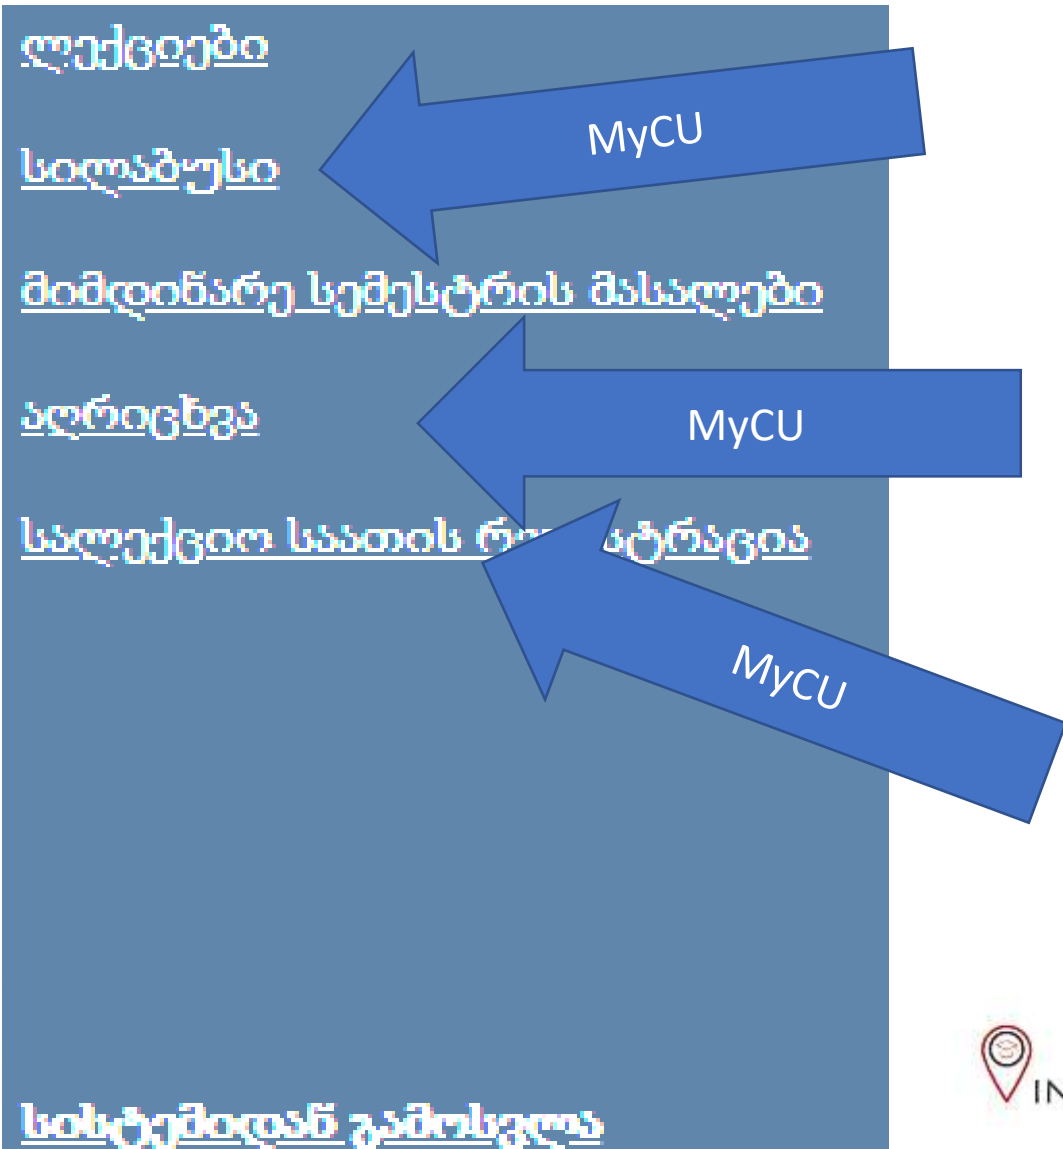 ლექციები
MyCU
სილაბუსი
მიმდინარე სემესტრის მასალები
აღრიცხვა
MyCU
სალექციო საათის
MyCU
სისტემიდან გამოსვლა